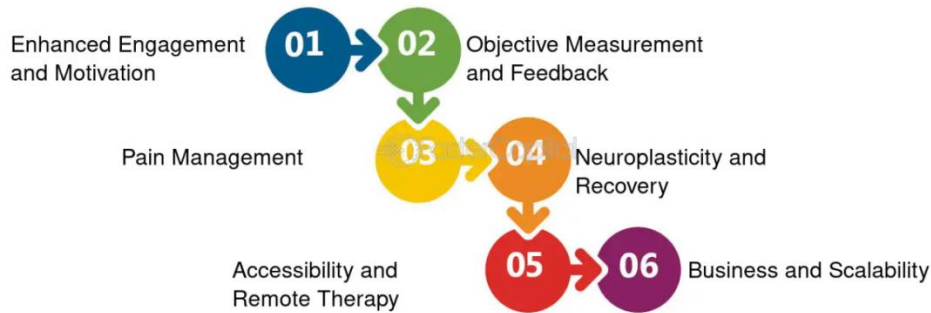 01
Enhanced Engagement
and Motivation
02
Objective Measurement
and Feedback
03
Pain Management
04
Neuroplasticity and
Recovery
05
Accessibility and
Remote Therapy
06
Business and Scalability